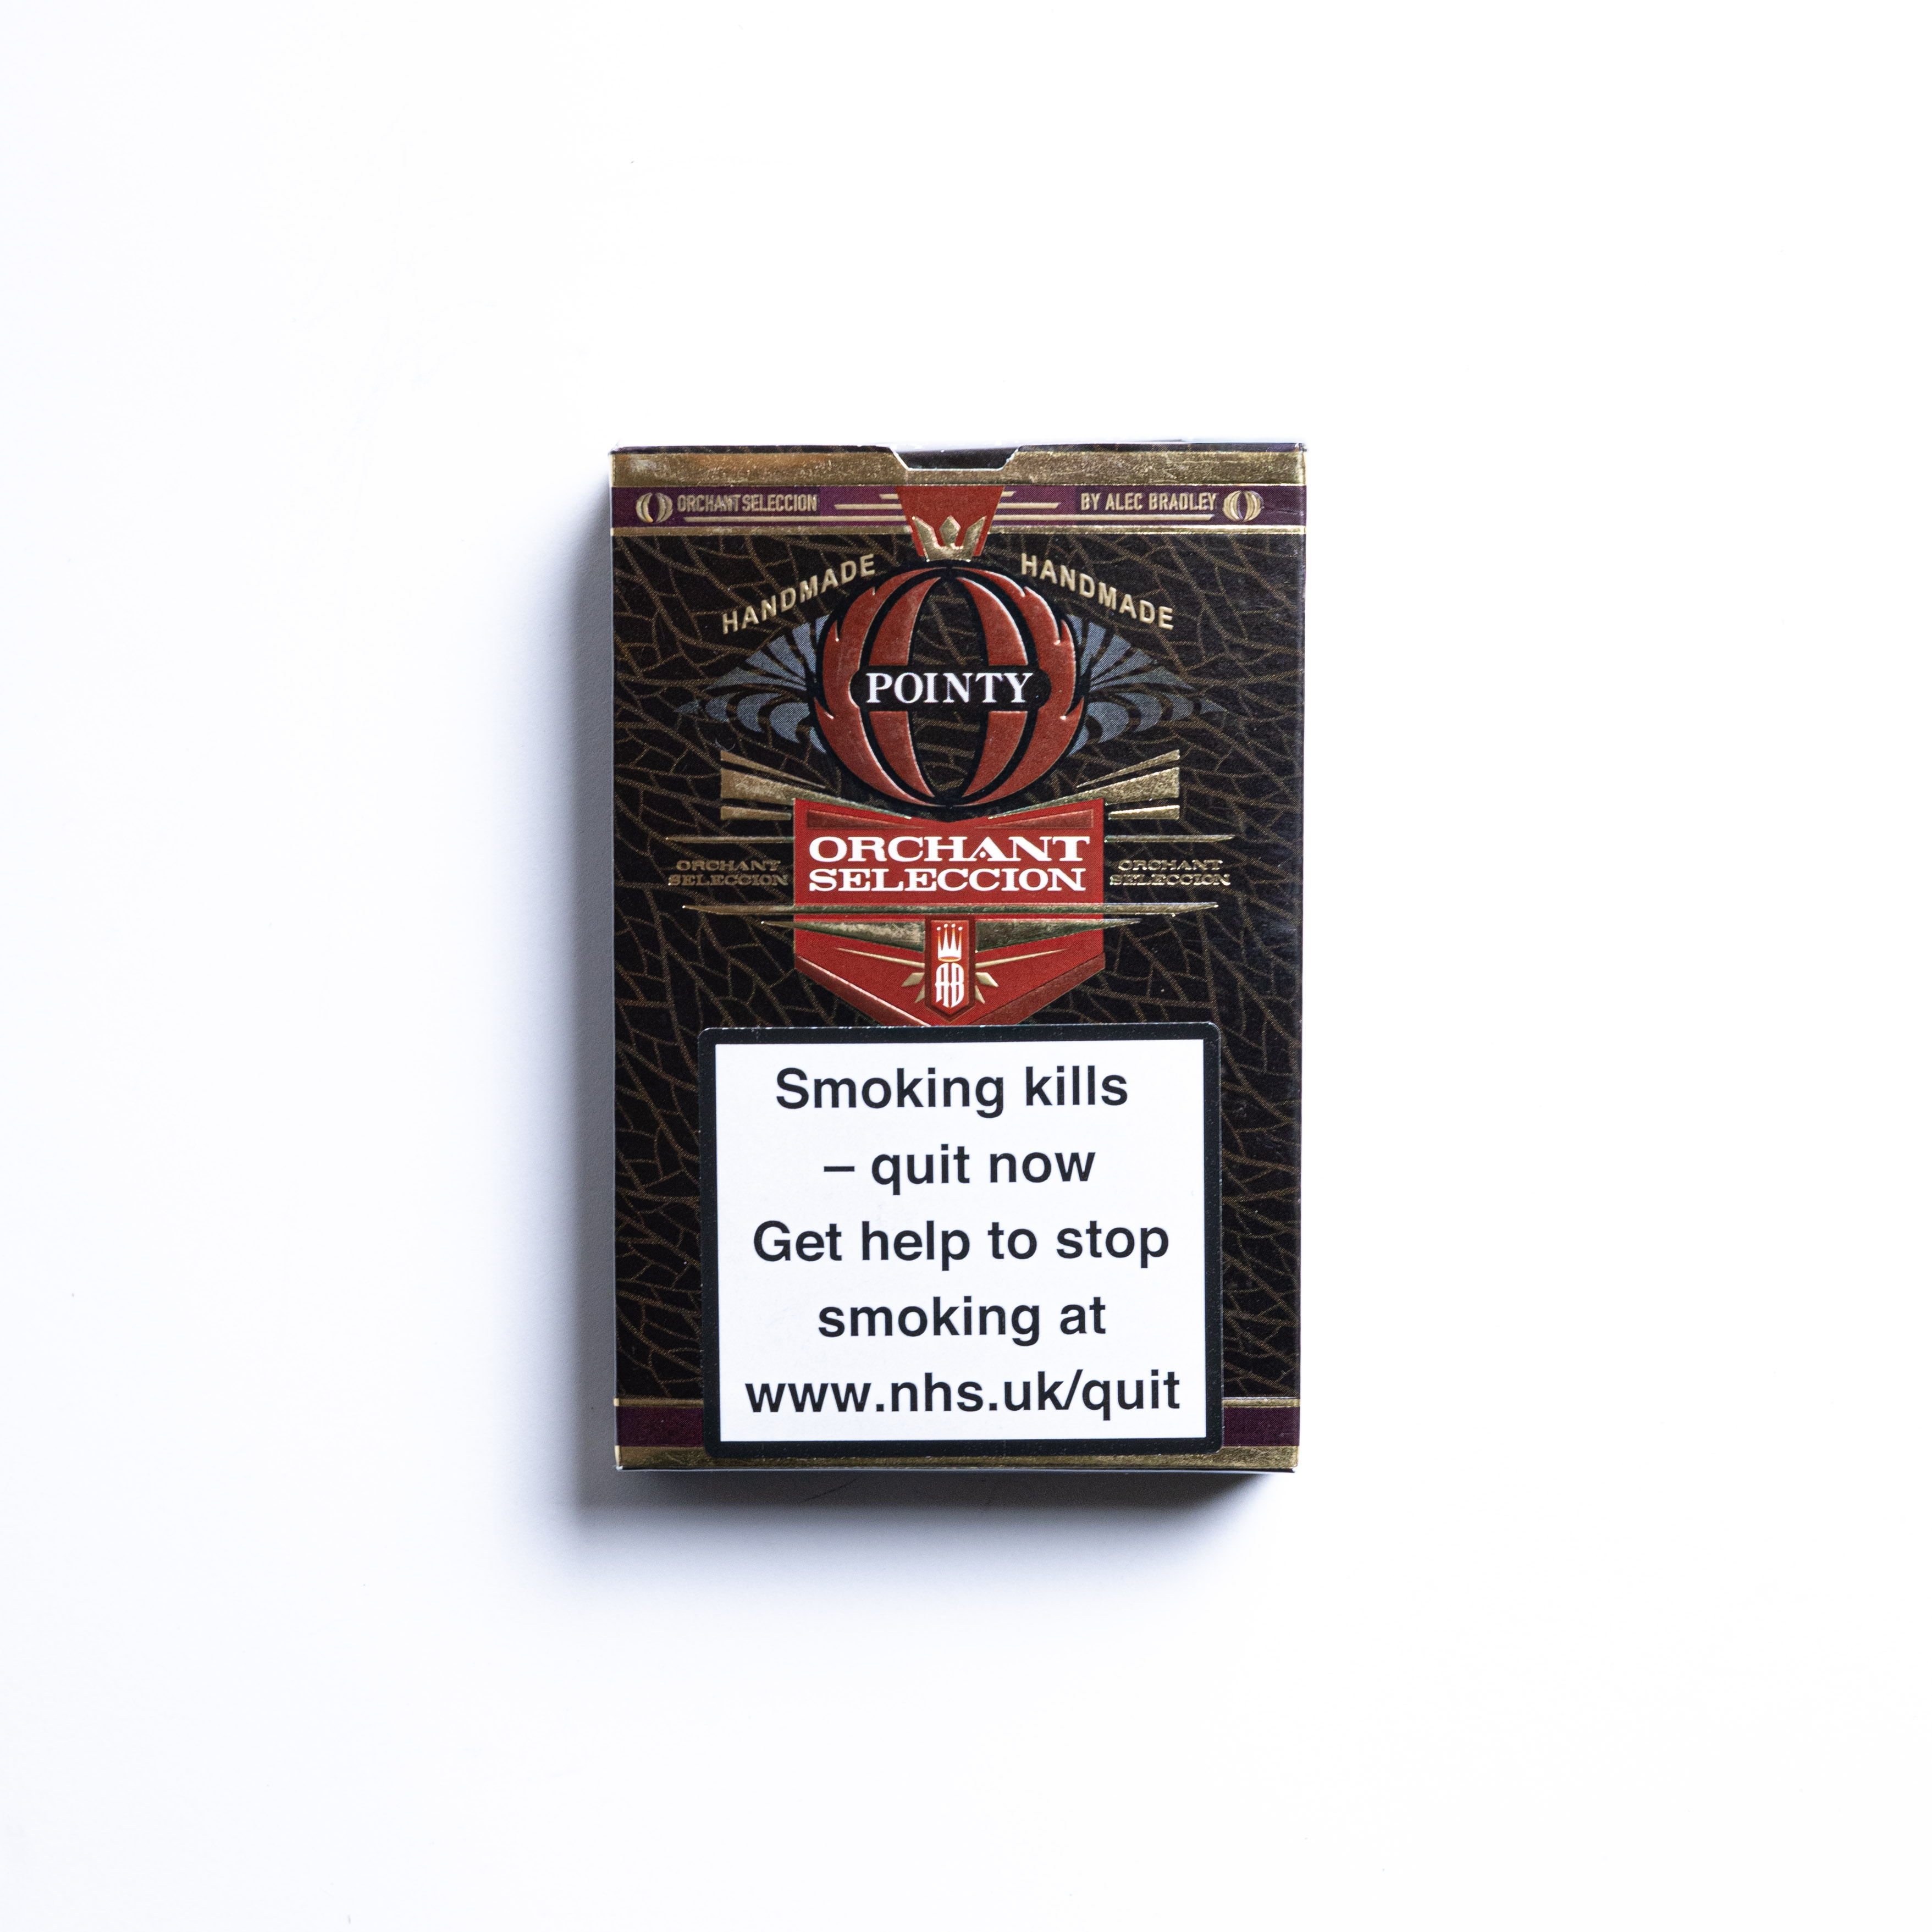 ORCHANT SELECCION
BY ALEC BRADLEY
HANDMADE
HANDMADE
POINTY
ORCHANT
SELECCION
ORCHANT
SELECCION
ORCHANT
SELECCION
AB
Smoking kills
– quit now
Get help to stop
smoking at
www.nhs.uk/quit